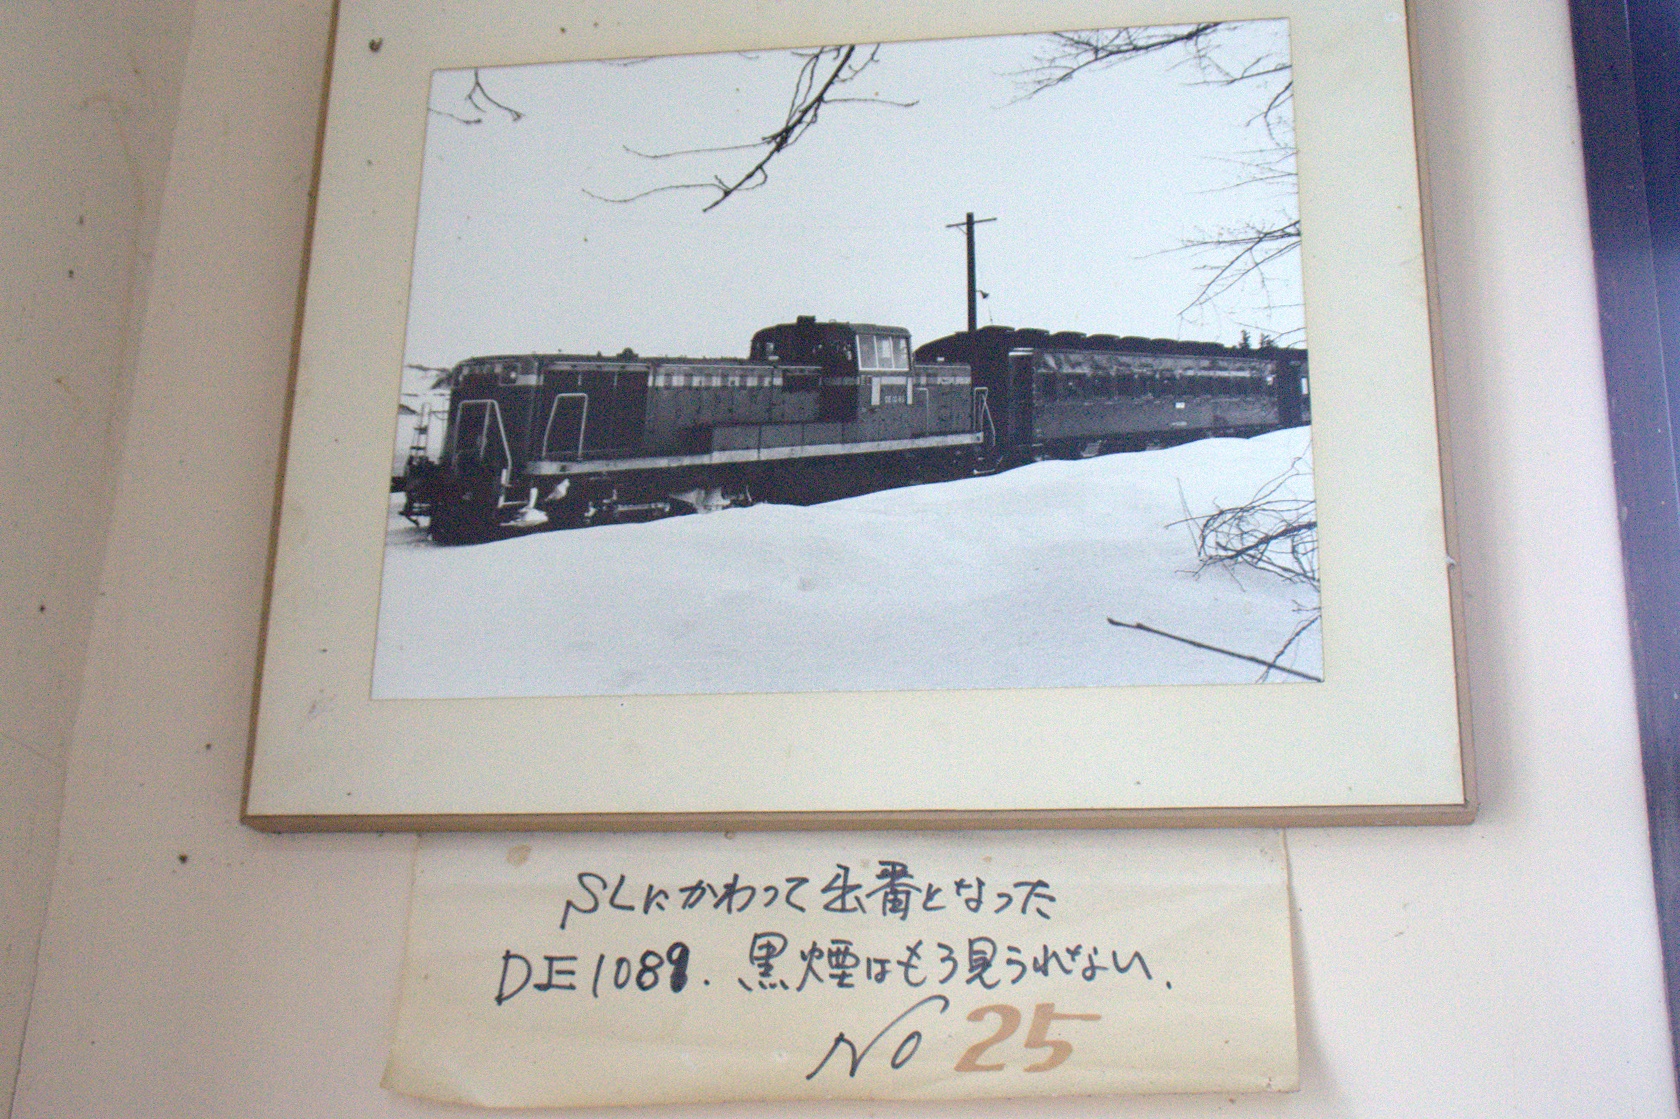 SLにかわって出番となった
DE1089. 黒煙はもう見うれない.
No 25